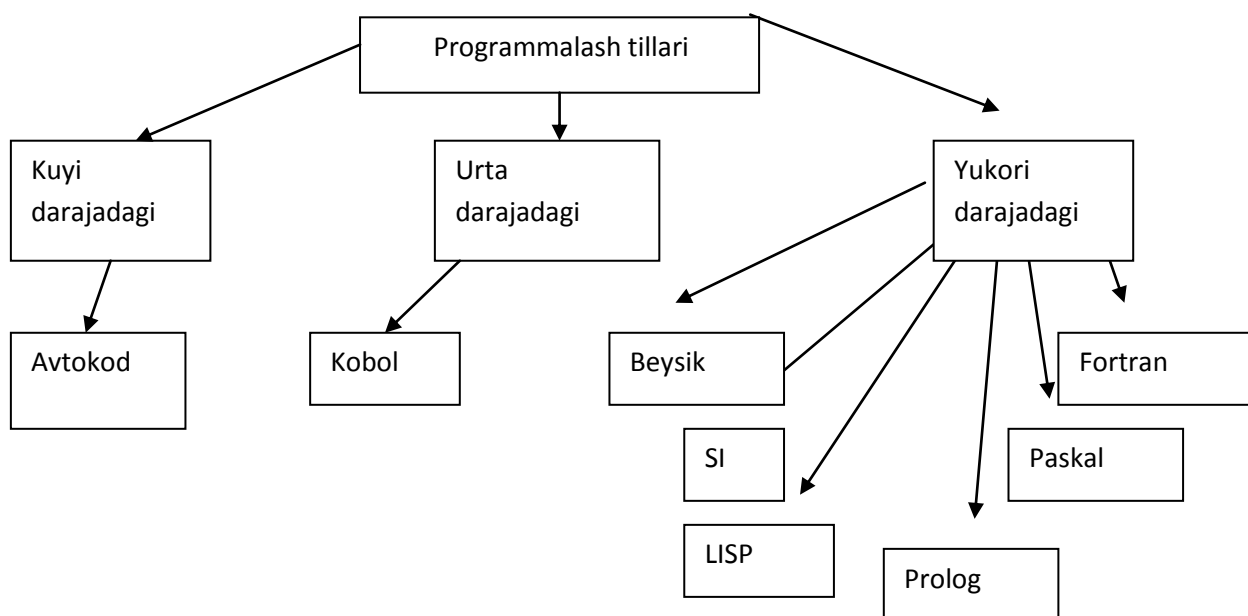 Programmalash tillari
Kuyi
darajadagi
Urta
darajadagi
Yukori
darajadagi
Avtokod
Kobol
Beysik
Fortran
SI
Paskal
LISP
Prolog